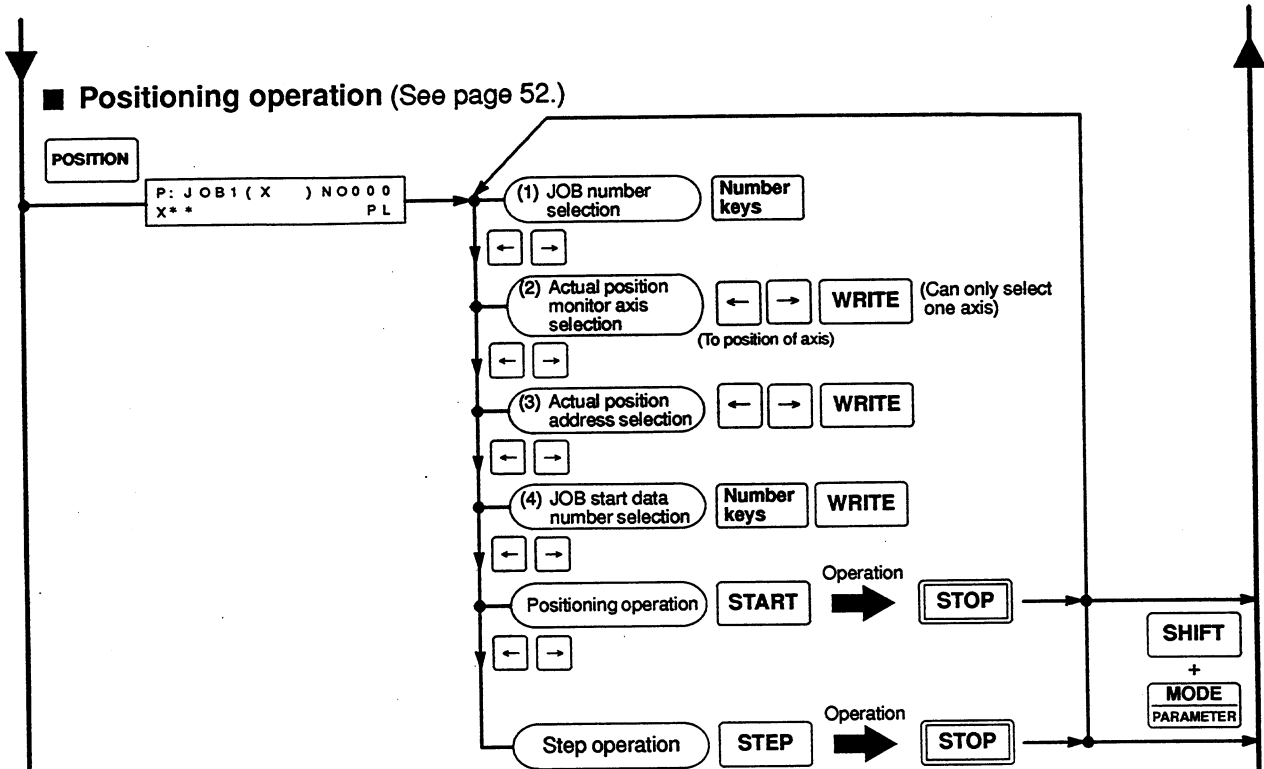 ■ Positioning operation (See page 52.)
POSITION
P: JOB1 ( X ) NO000
X** PL
(1) JOB number
selection
Number
keys
← →
(2) Actual position
monitor axis
selection
← → WRITE
(Can only select
one axis)
(To position of axis)
← →
(3) Actual position
address selection
← → WRITE
← →
(4) JOB start data
number selection
Number
keys
WRITE
← →
Positioning operation
START
Operation
STOP
← →
SHIFT
+
MODE
PARAMETER
Step operation
STEP
Operation
STOP